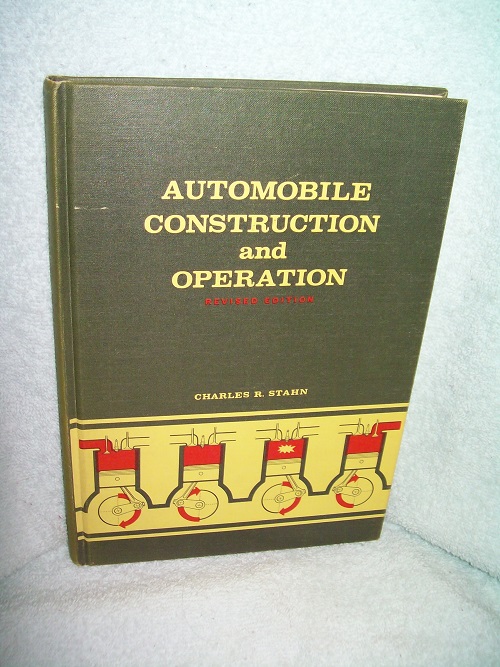 AUTOMOBILE
CONSTRUCTION
and
OPERATION
REVISED EDITION
CHARLES R. STAHN